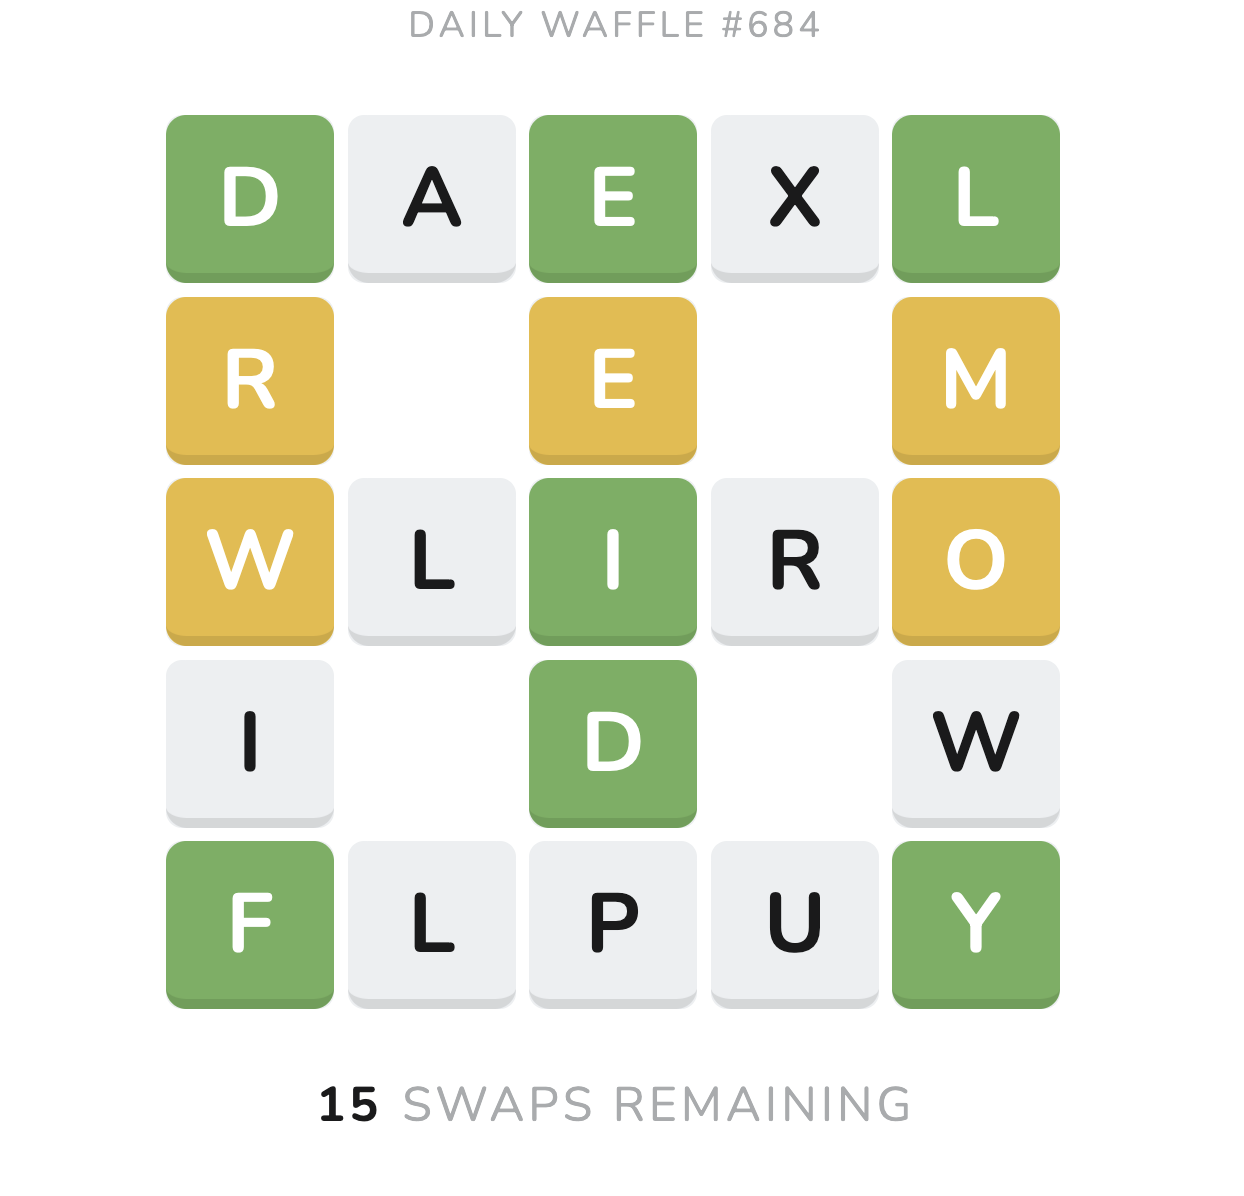 DAILY WAFFLE #684
D A E X L
R E M
W L I R O
I D W
F L P U Y
15 SWAPS REMAINING